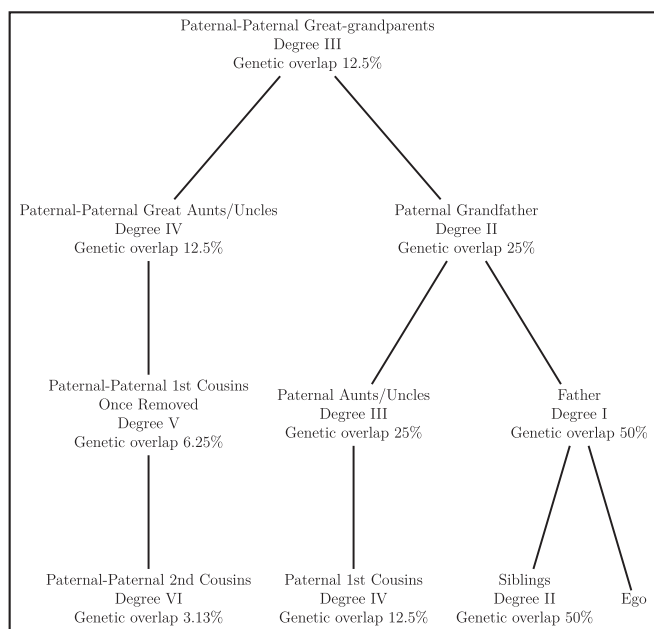 Paternal-Paternal Great-grandparents
Degree III
Genetic overlap 12.5%
Paternal-Paternal Great Aunts/Uncles
Degree IV
Genetic overlap 12.5%
Paternal Grandfather
Degree II
Genetic overlap 25%
Paternal-Paternal 1st Cousins
Once Removed
Degree V
Genetic overlap 6.25%
Paternal Aunts/Uncles
Degree III
Genetic overlap 25%
Father
Degree I
Genetic overlap 50%
Paternal-Paternal 2nd Cousins
Degree VI
Genetic overlap 3.13%
Paternal 1st Cousins
Degree IV
Genetic overlap 12.5%
Siblings
Degree II
Genetic overlap 50%
Ego